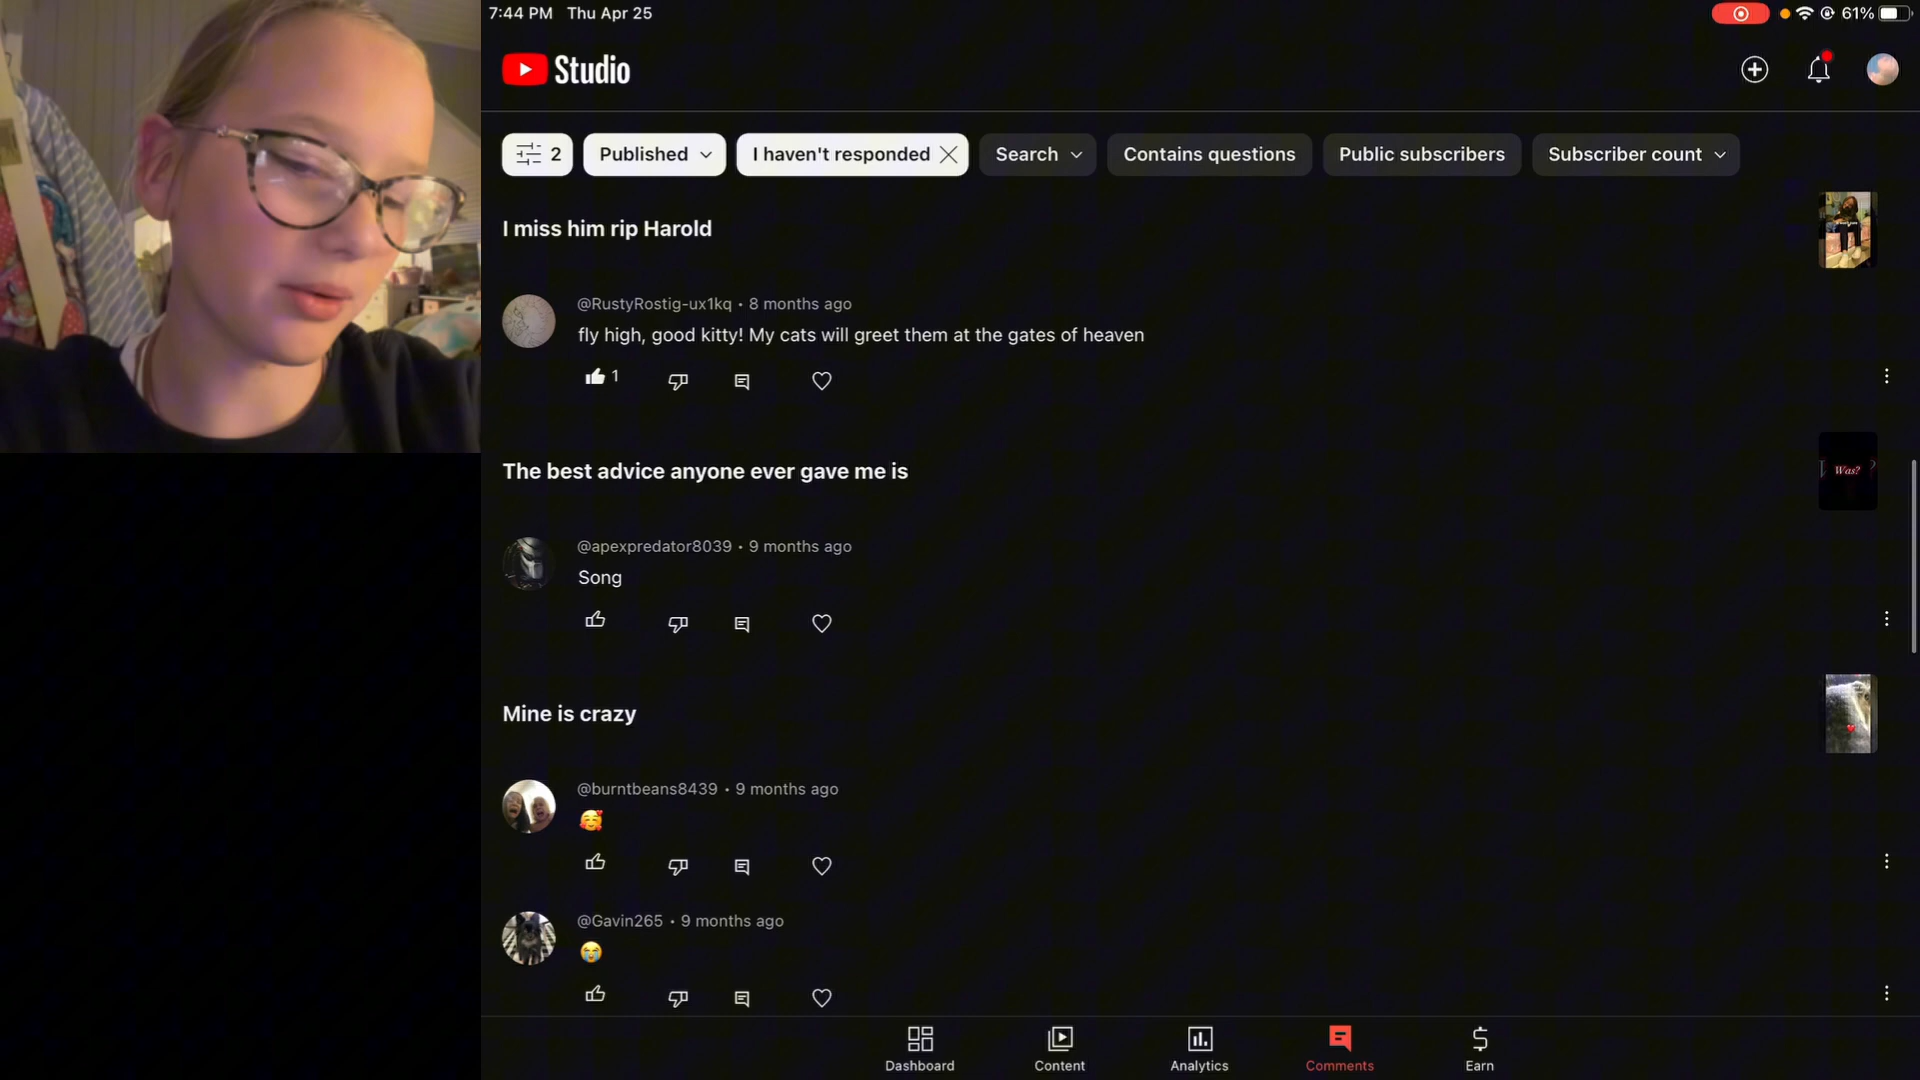 7:44 PM Thu Apr 25
61%
Studio
2
Published
I haven't responded
Search
Contains questions
Public subscribers
Subscriber count
I miss him rip Harold
@RustyRostig-ux1kq • 8 months ago
fly high, good kitty! My cats will greet them at the gates of heaven
1
The best advice anyone ever gave me is
Was?
@apexpredator8039 • 9 months ago
Song
Mine is crazy
@burntbeans8439 • 9 months ago
🥰
@Gavin265 • 9 months ago
😭
Dashboard
Content
Analytics
Comments
Earn